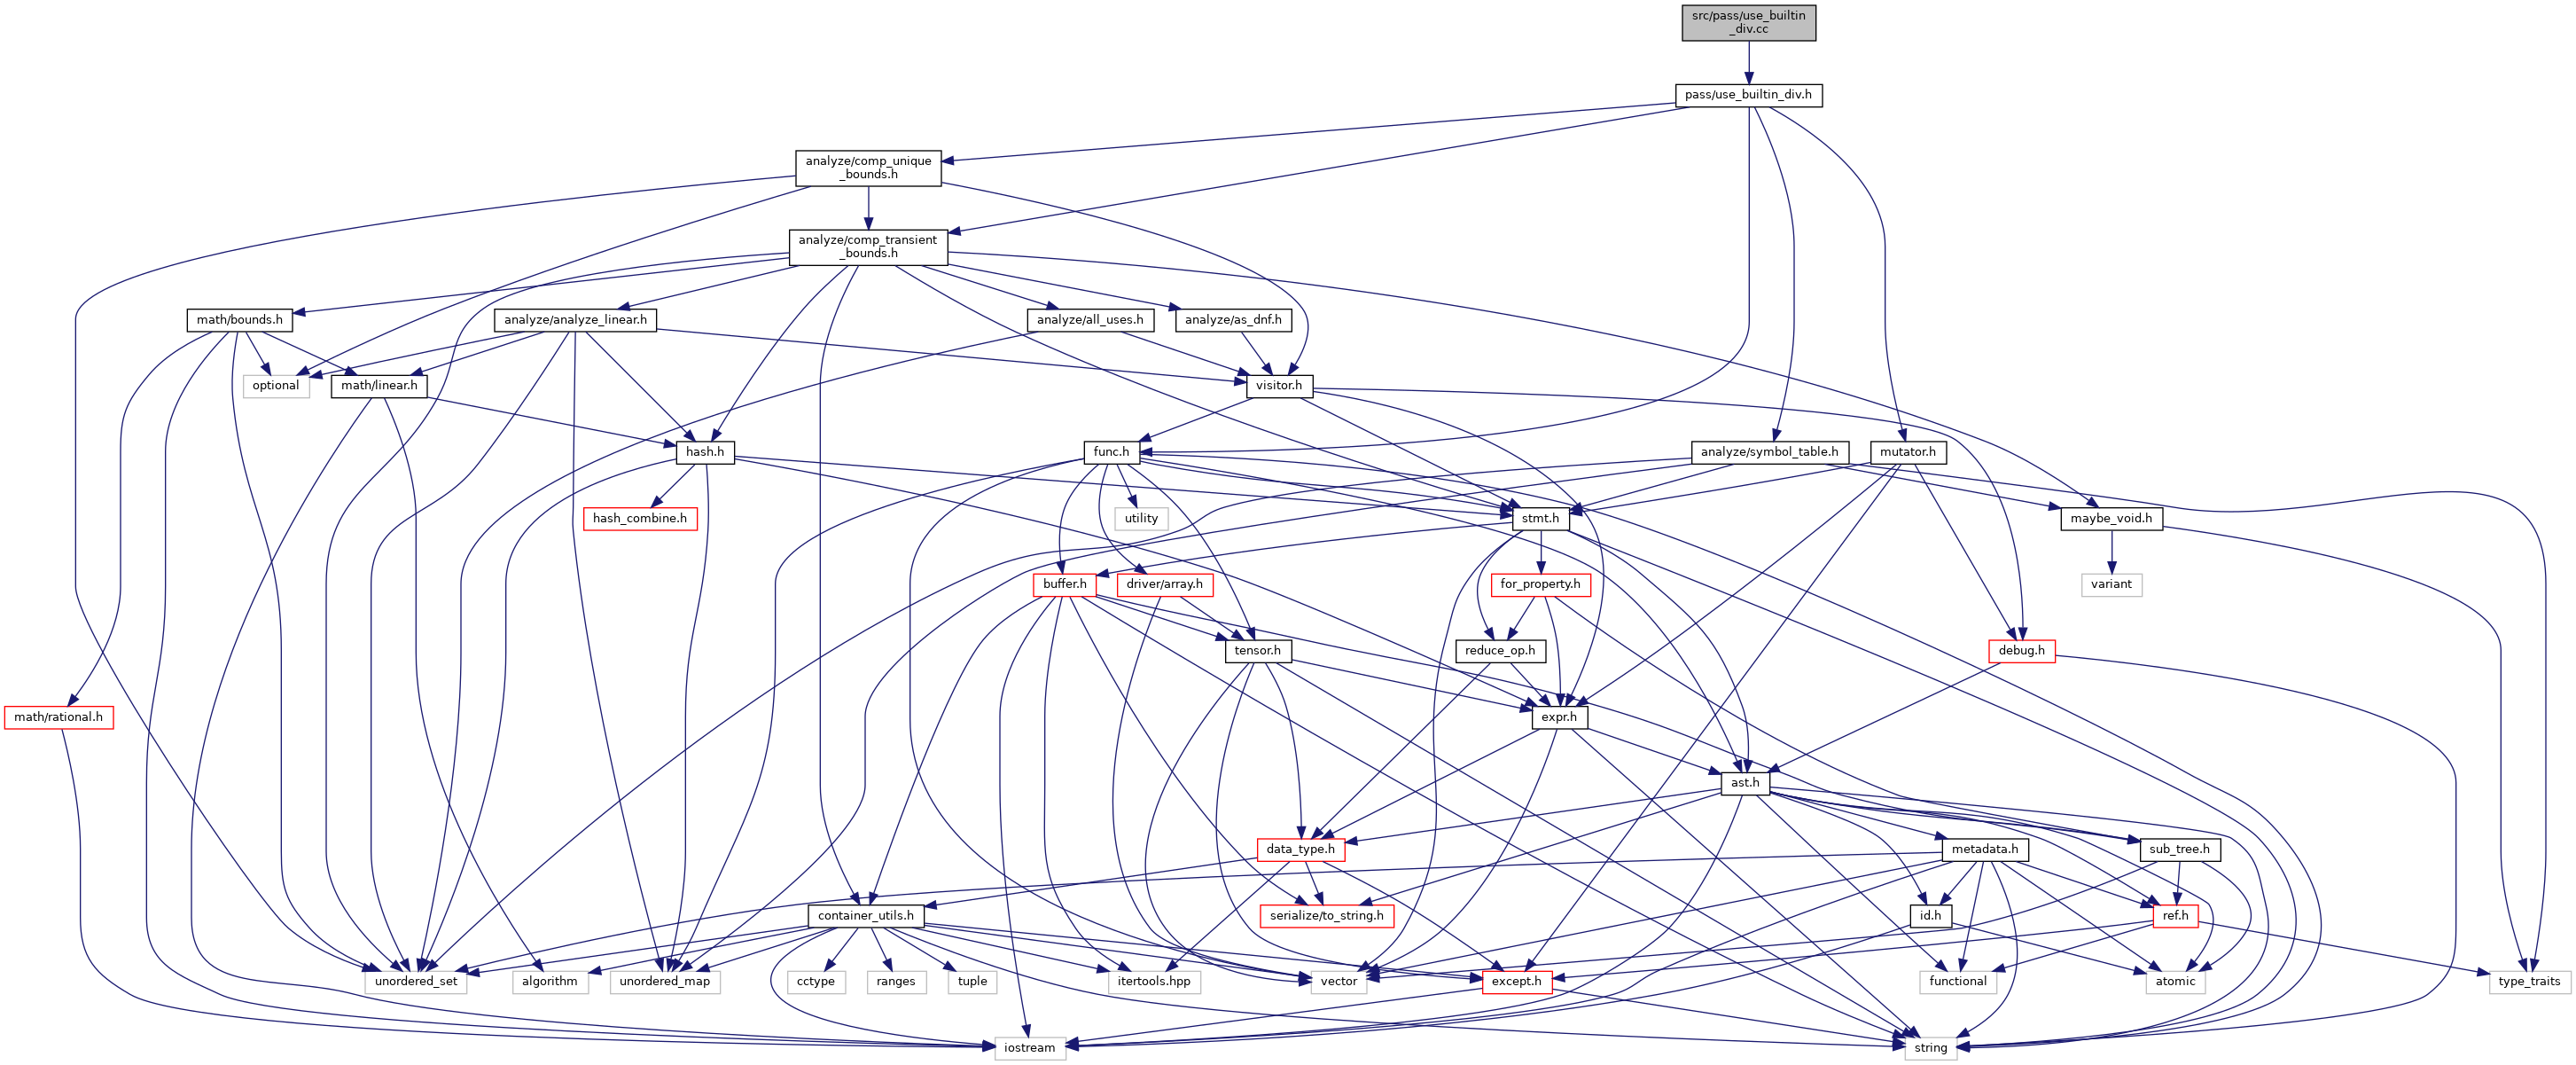 src/pass/use_builtin
_div.cc
pass/use_builtin_div.h
analyze/comp_unique
_bounds.h
analyze/comp_transient
_bounds.h
math/bounds.h
analyze/analyze_linear.h
analyze/all_uses.h
analyze/as_dnf.h
optional
math/linear.h
visitor.h
hash.h
func.h
analyze/symbol_table.h
mutator.h
hash_combine.h
utility
stmt.h
maybe_void.h
buffer.h
driver/array.h
for_property.h
variant
tensor.h
reduce_op.h
debug.h
math/rational.h
expr.h
ast.h
data_type.h
metadata.h
sub_tree.h
container_utils.h
serialize/to_string.h
id.h
ref.h
unordered_set
algorithm
unordered_map
cctype
ranges
tuple
itertools.hpp
vector
except.h
functional
atomic
type_traits
iostream
string